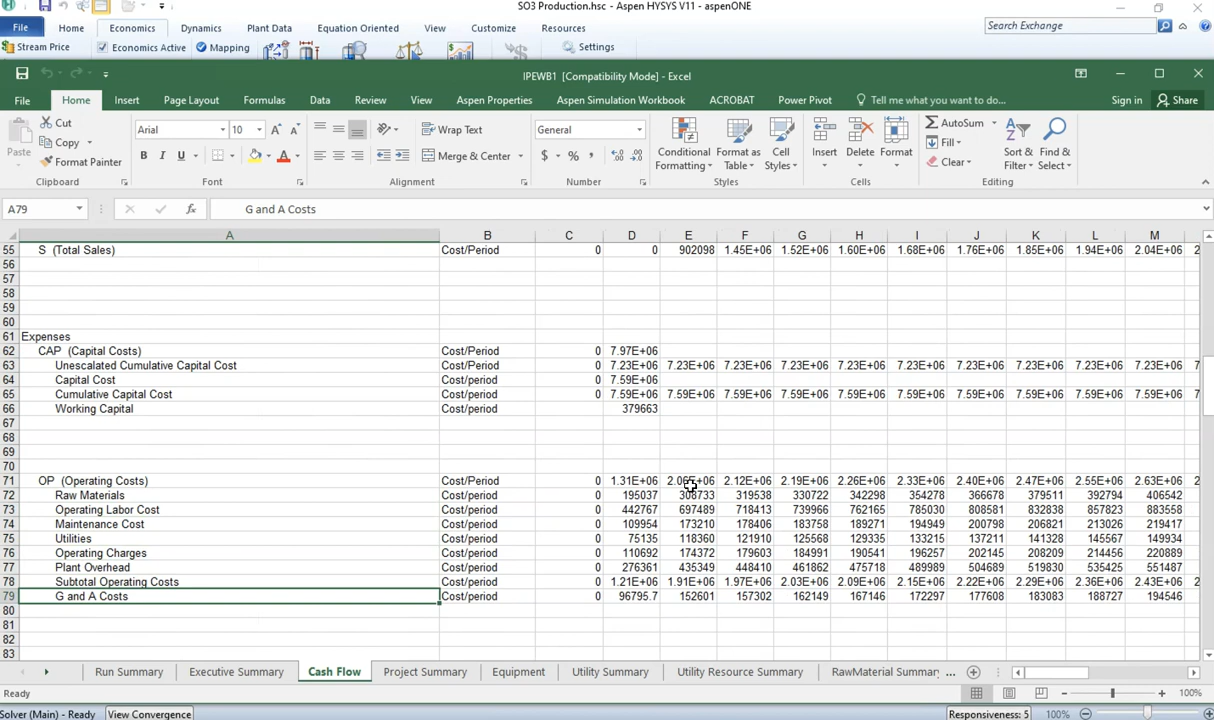 SO3 Production.hsc - Aspen HYSYS V11 - aspenONE
File Home Economics Dynamics Plant Data Equation Oriented View Customize Resources Search Exchange
Stream Price Economics Active Mapping Settings
IPEWB1 [Compatibility Mode] - Excel
File Home Insert Page Layout Formulas Data Review View Aspen Properties Aspen Simulation Workbook ACROBAT Power Pivot Tell me what you want to do... Sign in Share
Cut Arial 10 Wrap Text General AutoSum
Copy Fill
Paste Format Painter B I U Merge & Center $ % Conditional Formatting Format as Table Cell Styles Insert Delete Format Clear Sort & Filter Find & Select
Clipboard Font Alignment Number Styles Cells Editing
A79 fx G and A Costs
A B C D E F G H I J K L M
55 S (Total Sales) Cost/Period 0 0 902098 1.45E+06 1.52E+06 1.60E+06 1.68E+06 1.76E+06 1.85E+06 1.94E+06 2.04E+06 2
56
57
58
59
60
61 Expenses
62 CAP (Capital Costs) Cost/Period 0 7.97E+06
63 Unescalated Cumulative Capital Cost Cost/Period 0 7.23E+06 7.23E+06 7.23E+06 7.23E+06 7.23E+06 7.23E+06 7.23E+06 7.23E+06 7.23E+06 7.23E+06 7
64 Capital Cost Cost/period 0 7.59E+06
65 Cumulative Capital Cost Cost/period 0 7.59E+06 7.59E+06 7.59E+06 7.59E+06 7.59E+06 7.59E+06 7.59E+06 7.59E+06 7.59E+06 7.59E+06 7
66 Working Capital Cost/period 379663
67
68
69
70
71 OP (Operating Costs) Cost/Period 0 1.31E+06 2.12E+06 2.19E+06 2.26E+06 2.33E+06 2.40E+06 2.47E+06 2.55E+06 2.63E+06 2
72 Raw Materials Cost/period 0 195037 308733 319538 330722 342298 354278 366678 379511 392794 406542
73 Operating Labor Cost Cost/period 0 442767 697489 718413 739966 762165 785030 808581 832838 857823 883558
74 Maintenance Cost Cost/period 0 109954 173210 178406 183758 189271 194949 200798 206821 213026 219417
75 Utilities Cost/period 0 75135 118360 121910 125568 129335 133215 137211 141328 145567 149934
76 Operating Charges Cost/period 0 110692 174372 179603 184991 190541 196257 202145 208209 214456 220889
77 Plant Overhead Cost/period 0 276361 435349 448410 461862 475718 489989 504689 519830 535425 551487
78 Subtotal Operating Costs Cost/period 0 1.21E+06 1.91E+06 1.97E+06 2.03E+06 2.09E+06 2.15E+06 2.22E+06 2.29E+06 2.36E+06 2.43E+06 2
79 G and A Costs Cost/period 0 96795.7 152601 157302 162149 167146 172297 177608 183083 188727 194546
80
81
82
83
Run Summary Executive Summary Cash Flow Project Summary Equipment Utility Summary Utility Resource Summary RawMaterial Summary ...
Ready 100%
Solver (Main) - Ready View Convergence Responsiveness: 5 100%